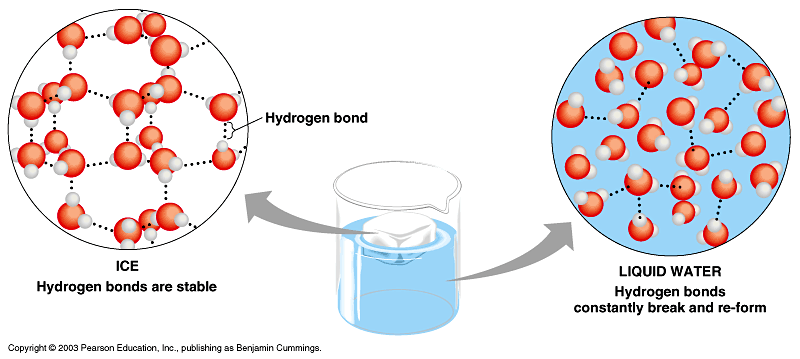 Hydrogen bond
ICE
Hydrogen bonds are stable
LIQUID WATER
Hydrogen bonds
constantly break and re-form
Copyright © 2003 Pearson Education, Inc., publishing as Benjamin Cummings.